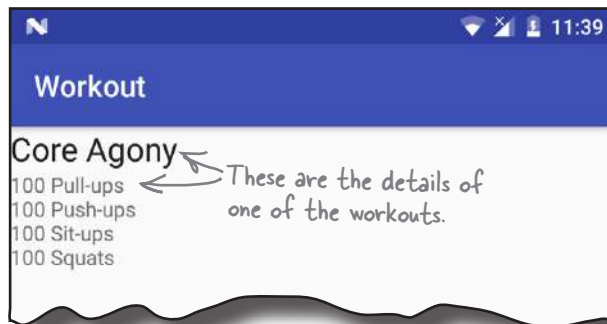 11:39
Workout
Core Agony
100 Pull-ups
100 Push-ups
100 Sit-ups
100 Squats
These are the details of
one of the workouts.